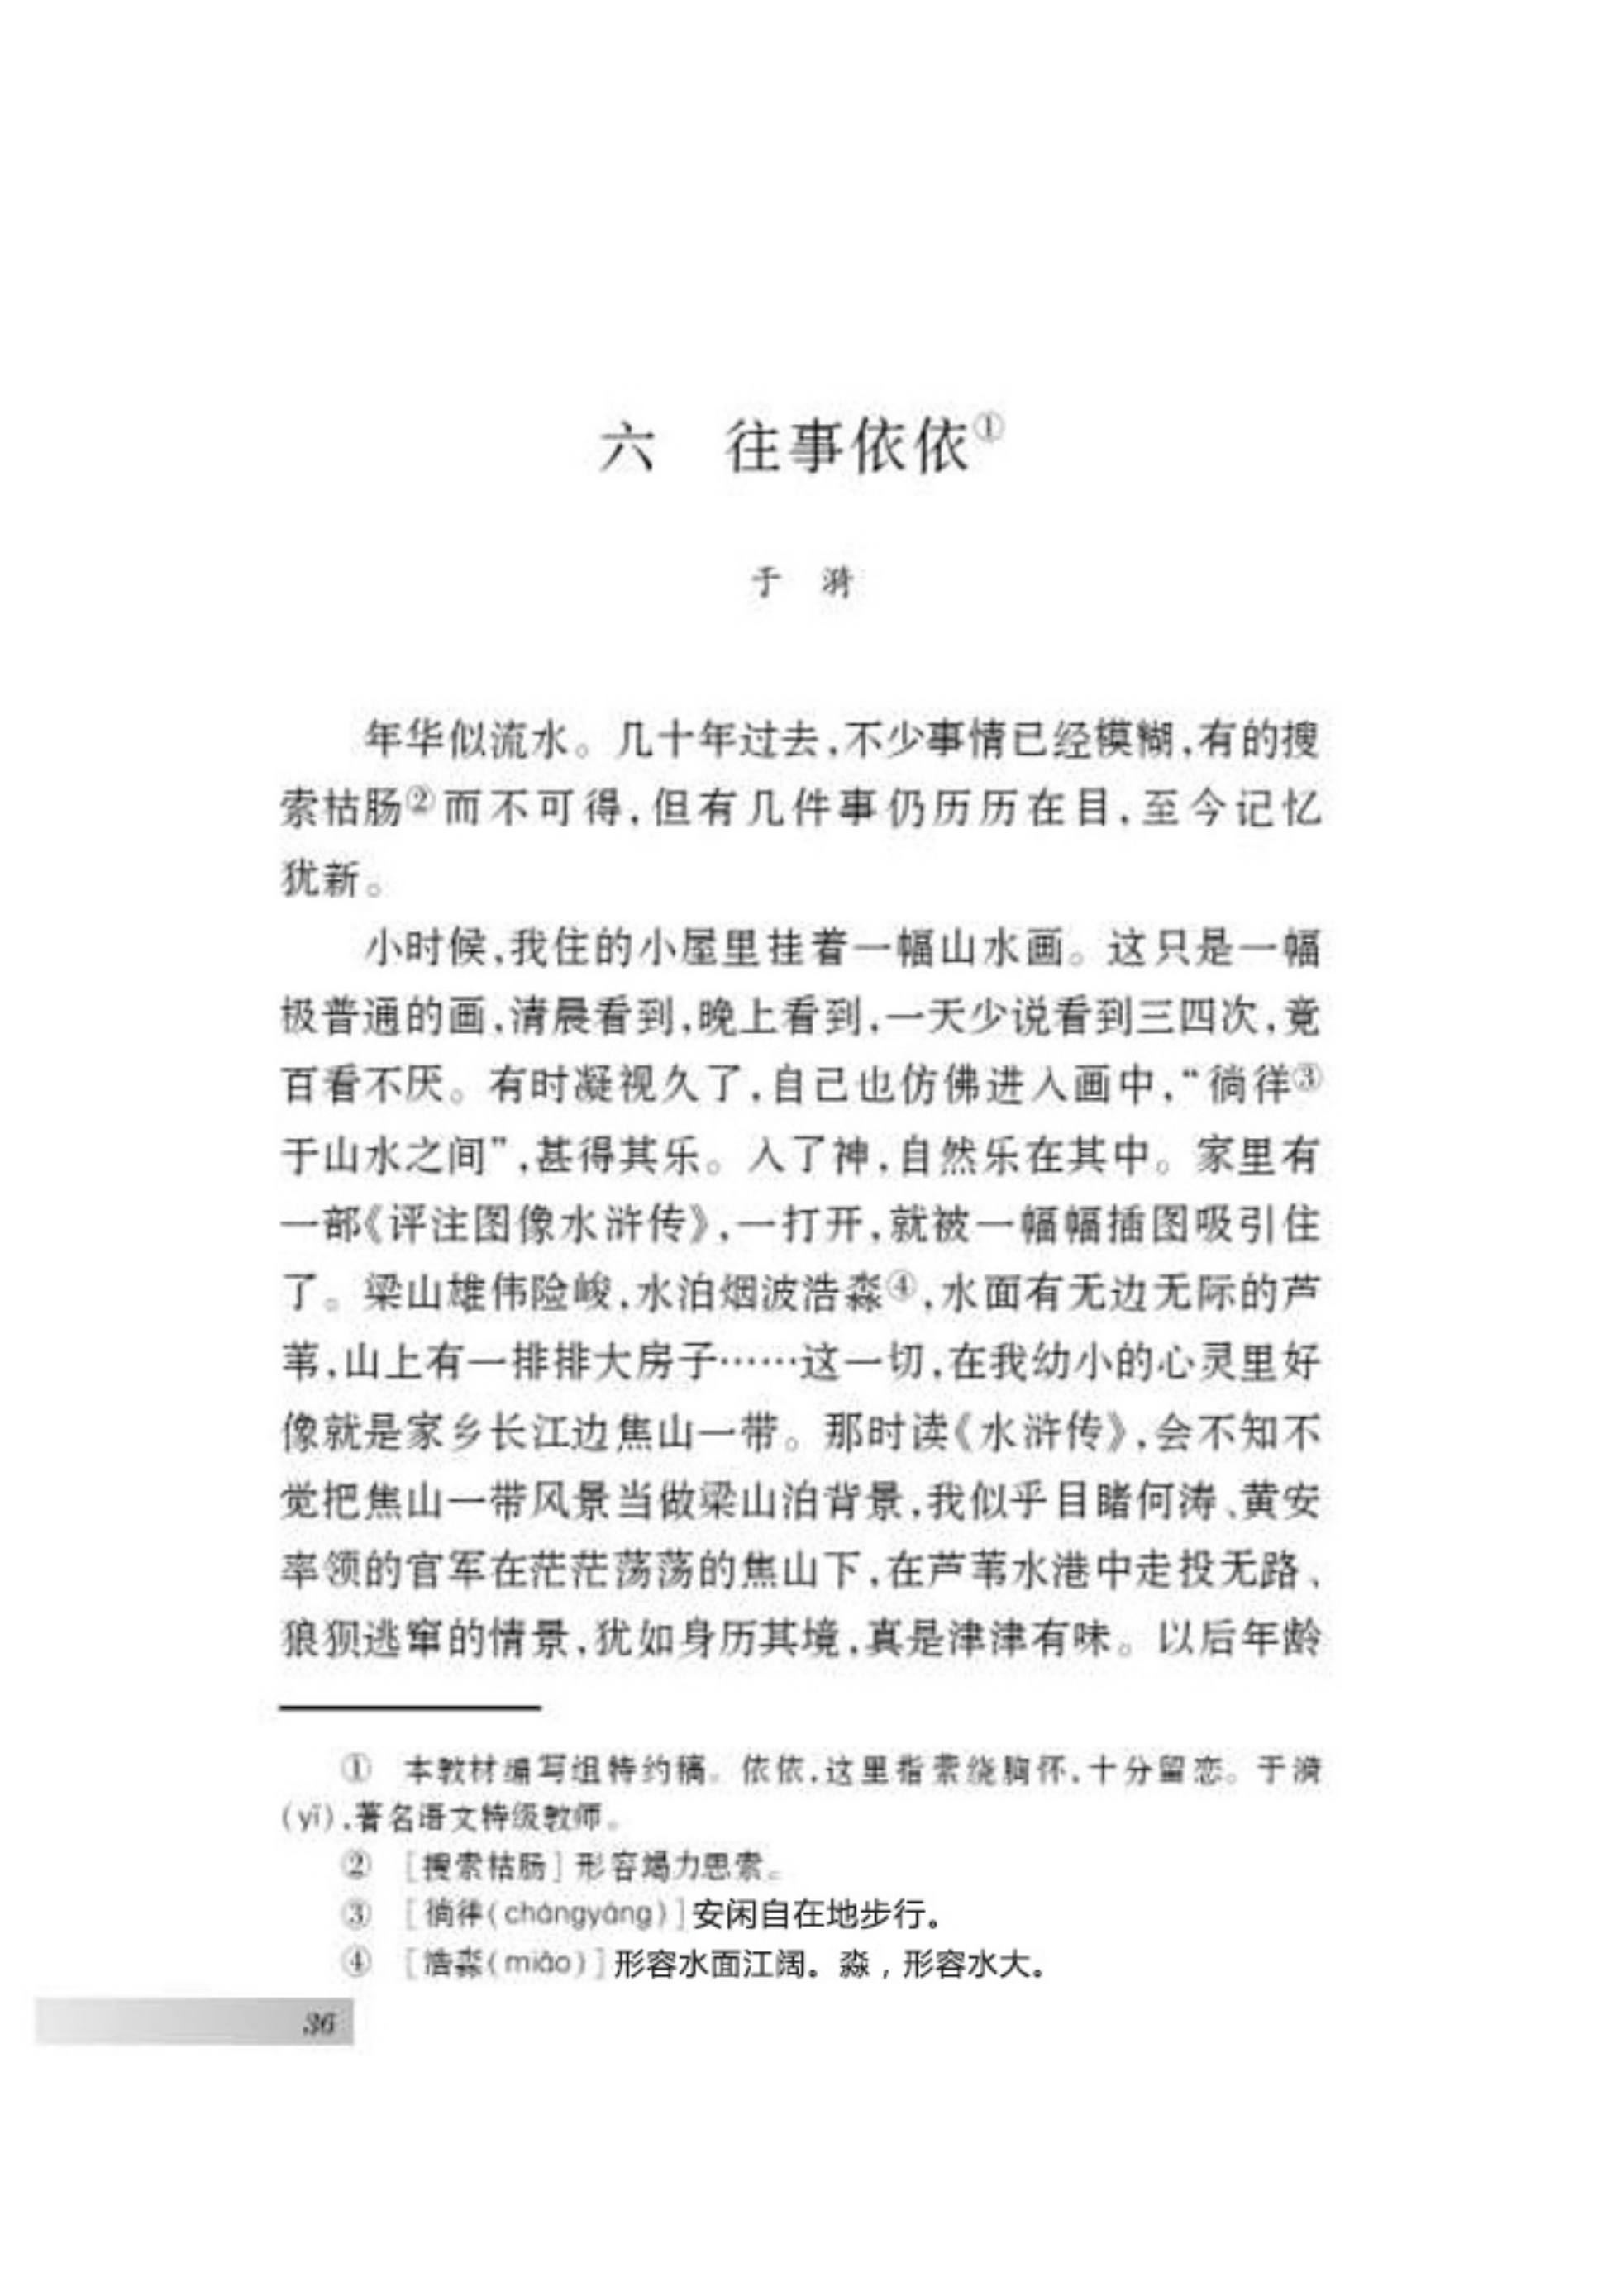 六 往事依依①
于 漪
年华似流水。几十年过去,不少事情已经模糊,有的搜
索枯肠②而不可得,但有几件事仍历历在目,至今记忆
犹新。
小时候,我住的小屋里挂着一幅山水画。这只是一幅
极普通的画,清晨看到,晚上看到,一天少说看到三四次,竟
百看不厌。有时凝视久了,自己也仿佛进入画中,“徜徉③
于山水之间”,甚得其乐。入了神,自然乐在其中。家里有
一部《评注图像水浒传》,一打开,就被一幅幅插图吸引住
了。梁山雄伟险峻,水泊烟波浩淼④,水面有无边无际的芦
苇,山上有一排排大房子……这一切,在我幼小的心灵里好
像就是家乡长江边焦山一带。那时读《水浒传》,会不知不
觉把焦山一带风景当做梁山泊背景,我似乎目睹何涛、黄安
率领的官军在茫茫荡荡的焦山下,在芦苇水港中走投无路、
狼狈逃窜的情景,犹如身历其境,真是津津有味。以后年龄
① 本教材编写组特约稿。依依,这里指萦绕胸怀,十分留恋。于漪
(yī),著名语文特级教师。
② [搜索枯肠]形容竭力思索。
③ [徜徉(chángyáng)]安闲自在地步行。
④ [浩淼(miǎo)]形容水面江阔。淼,形容水大。
36